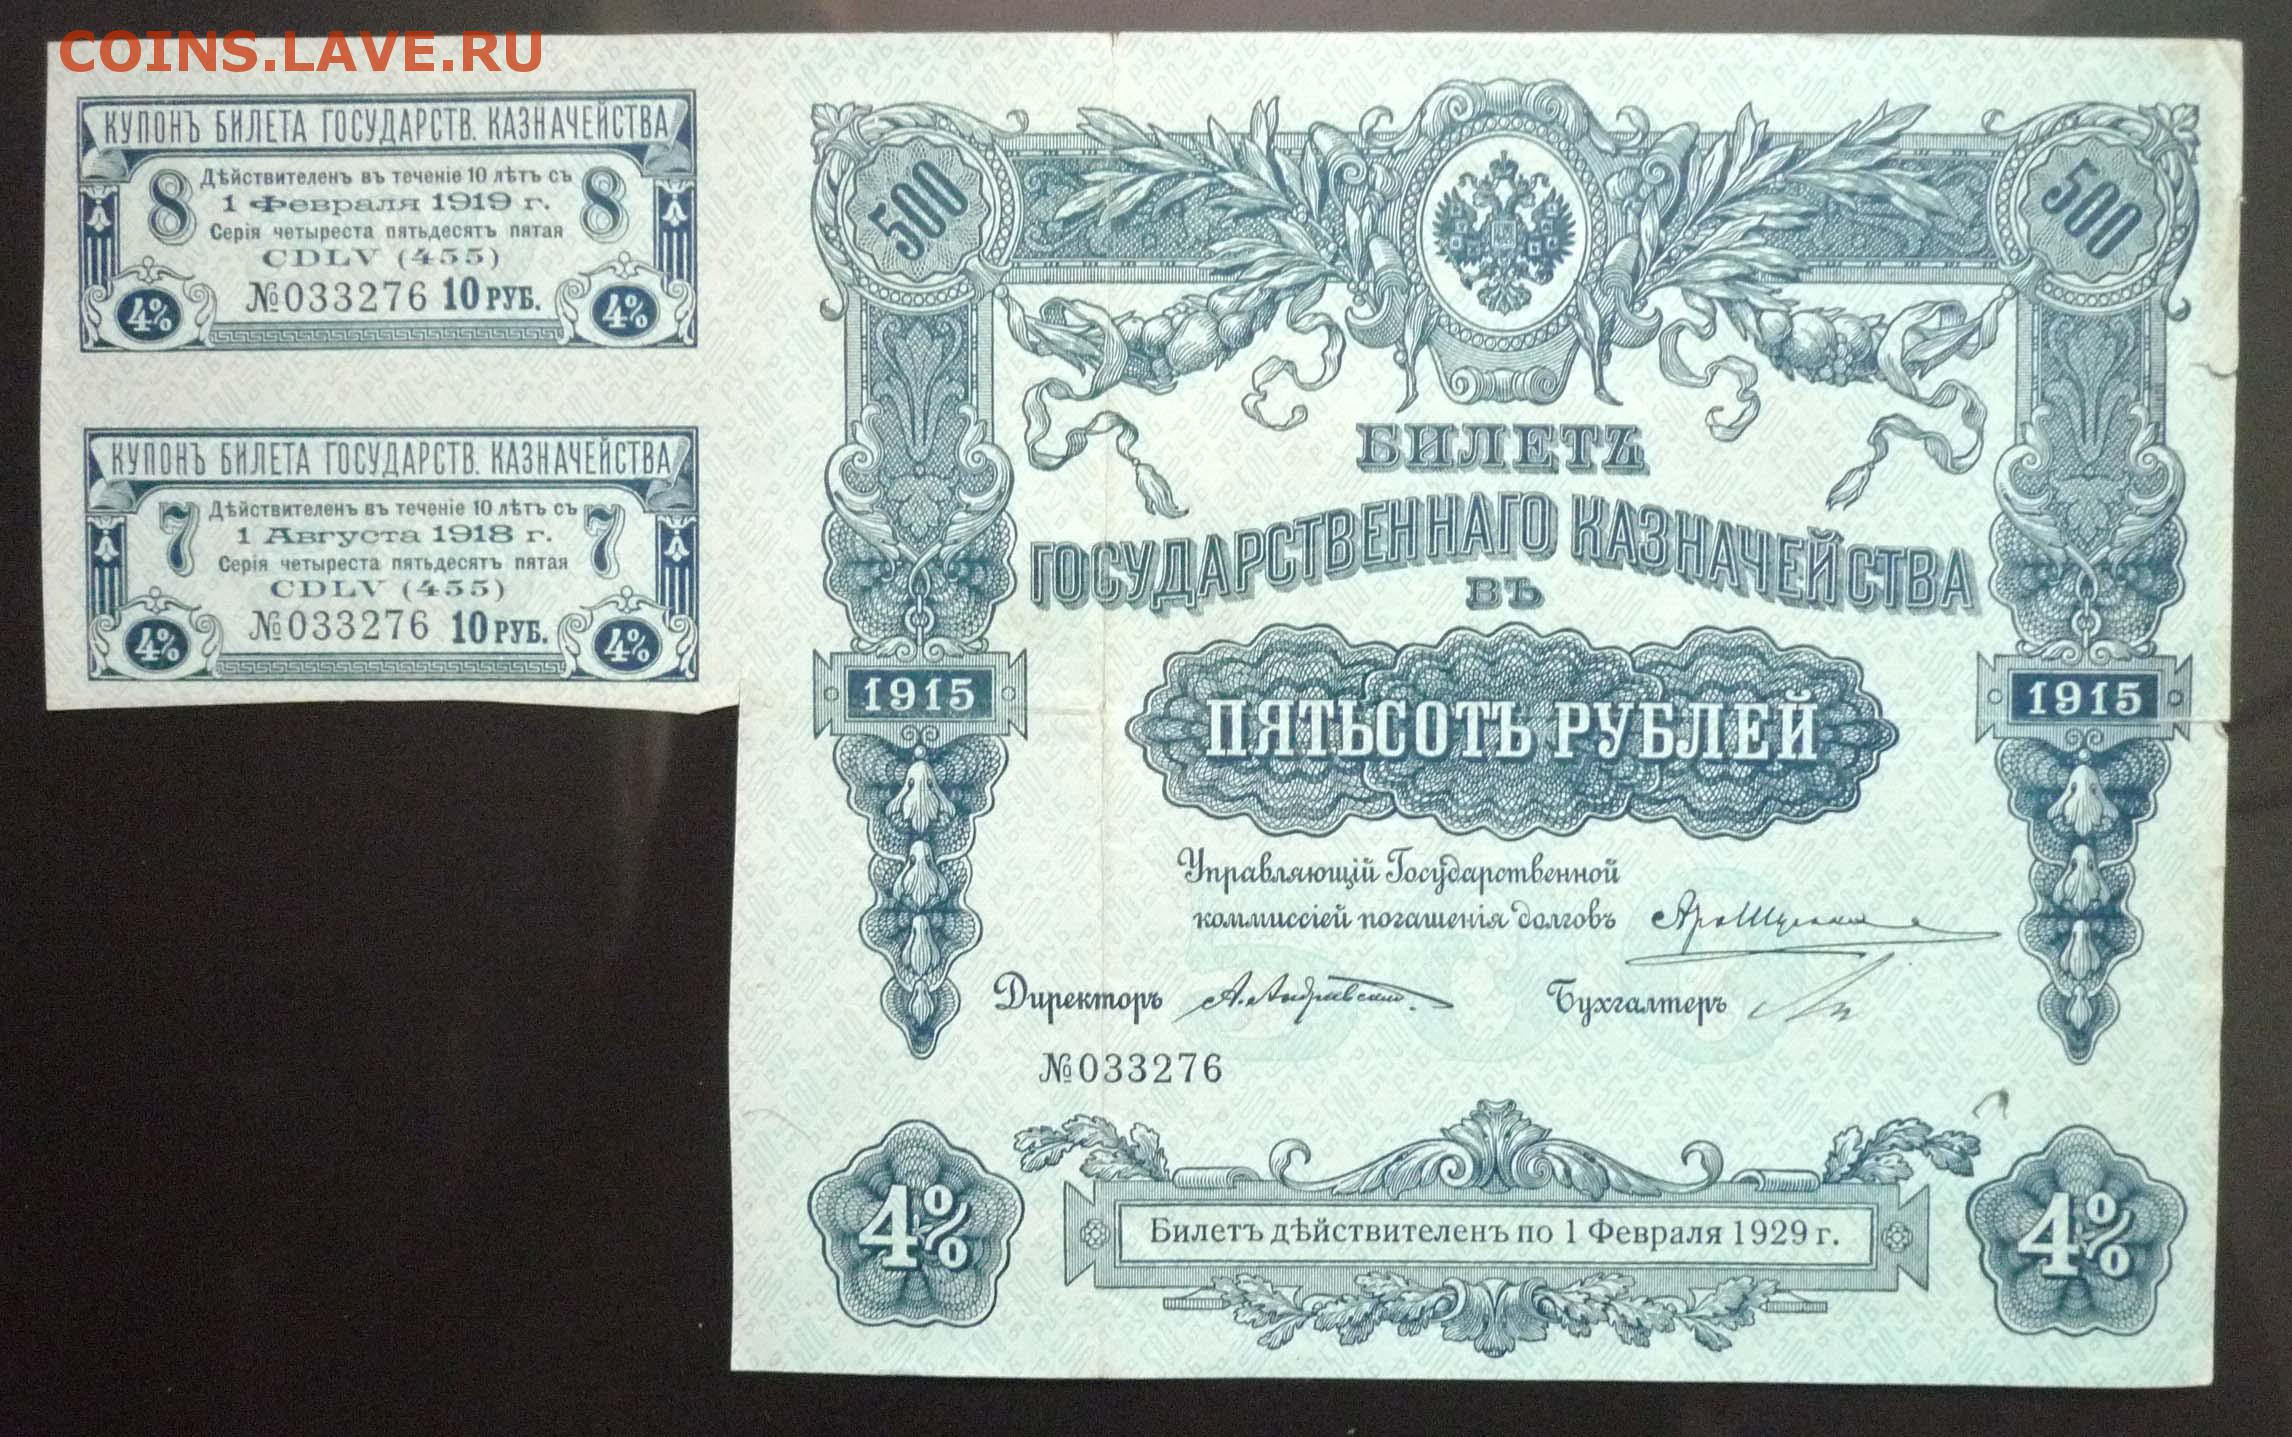 COINS.LAVE.RU
КУПОНЪ БИЛЕТА ГОСУДАРСТВ. КАЗНАЧЕЙСТВА
8 Дѣйствителенъ въ теченіе 10 лѣтъ съ 8
1 Февраля 1919 г.
Серія четыреста пятьдесятъ пятая
CDLV (455)
№033276 10 РУБ.
4% 4%
КУПОНЪ БИЛЕТА ГОСУДАРСТВ. КАЗНАЧЕЙСТВА
7 Дѣйствителенъ въ теченіе 10 лѣтъ съ 7
1 Августа 1918 г.
Серія четыреста пятьдесятъ пятая
CDLV (455)
№033276 10 РУБ.
4% 4%
500 500
БИЛЕТЪ
ГОСУДАРСТВЕННАГО КАЗНАЧЕЙСТВА
ВЪ
1915 1915
ПЯТЬСОТЪ РУБЛЕЙ
Управляющій Государственной
коммиссіей погашенія долговъ
Директоръ Бухгалтеръ
№033276
4% 4%
Билетъ дѣйствителенъ по 1 Февраля 1929 г.